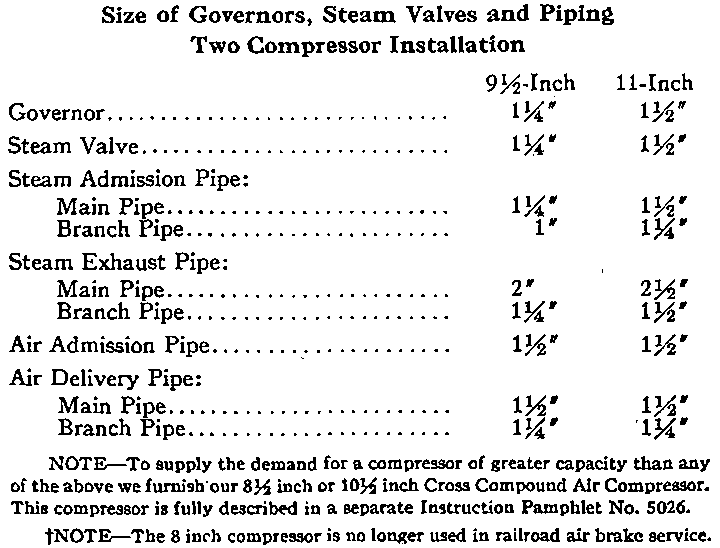 Size of Governors, Steam Valves and Piping
Two Compressor Installation
9½-Inch 11-Inch
Governor.............................. 1¼" 1½"
Steam Valve........................... 1¼" 1½"
Steam Admission Pipe:
Main Pipe......................... 1¼" 1½"
Branch Pipe....................... 1" 1¼"
Steam Exhaust Pipe:
Main Pipe......................... 2" 2½"
Branch Pipe....................... 1¼" 1½"
Air Admission Pipe..................... 1½" 1½"
Air Delivery Pipe:
Main Pipe......................... 1½" 1½"
Branch Pipe....................... 1¼" 1¼"
NOTE—To supply the demand for a compressor of greater capacity than any
of the above we furnish our 8½ inch or 10½ inch Cross Compound Air Compressor.
This compressor is fully described in a separate Instruction Pamphlet No. 5026.
†NOTE—The 8 inch compressor is no longer used in railroad air brake service.